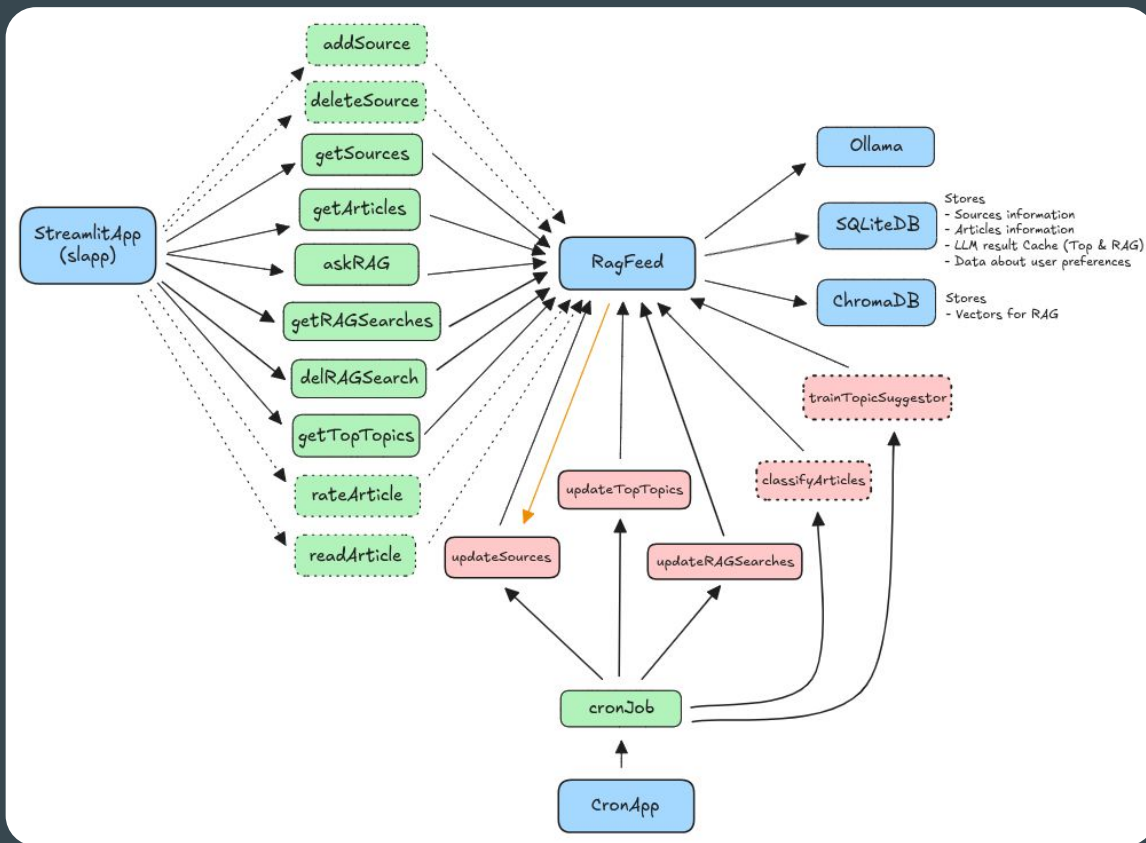 addSource
deleteSource
getSources
getArticles
askRAG
getRAGSearches
delRAGSearch
getTopTopics
rateArticle
readArticle
StreamlitApp
(slapp)
RagFeed
Ollama
SQLiteDB
Stores
- Sources information
- Articles information
- LLM result Cache (Top & RAG)
- Data about user preferences
ChromaDB
Stores
- Vectors for RAG
trainTopicSuggestor
classifyArticles
updateTopTopics
updateSources
updateRAGSearches
cronJob
CronApp